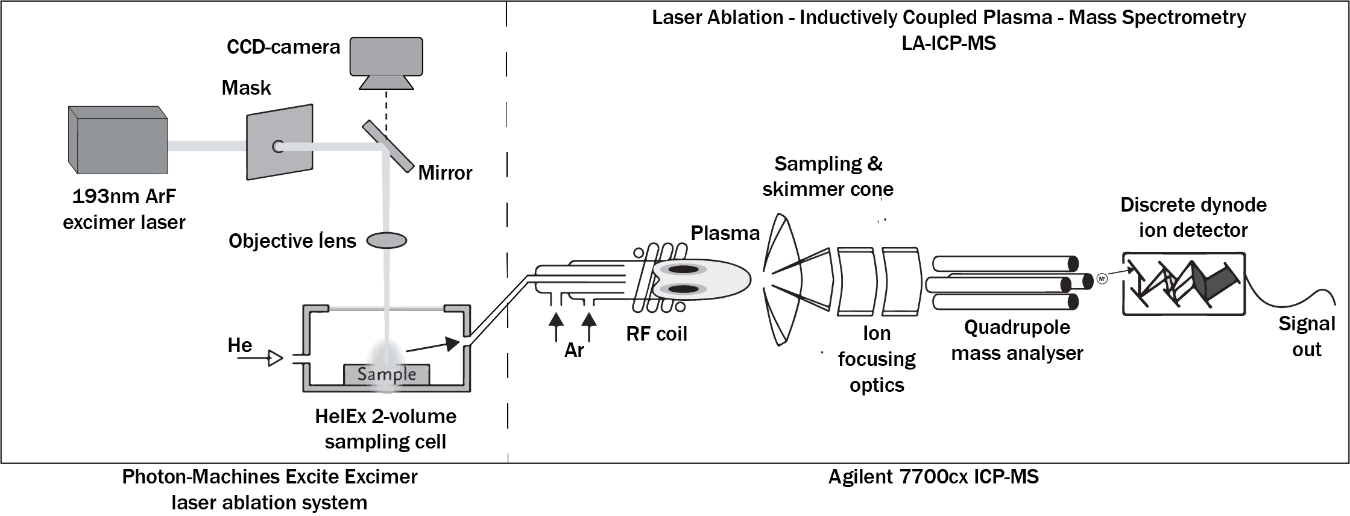 Laser Ablation - Inductively Coupled Plasma - Mass Spectrometry
LA-ICP-MS
CCD-camera
Mask
193nm ArF
excimer laser
Mirror
Objective lens
He
Sample
HelEx 2-volume
sampling cell
Ar
RF coil
Plasma
Sampling &
skimmer cone
Ion
focusing
optics
Quadrupole
mass analyser
M⁺
Discrete dynode
ion detector
Signal
out
Photon-Machines Excite Excimer
laser ablation system
Agilent 7700cx ICP-MS